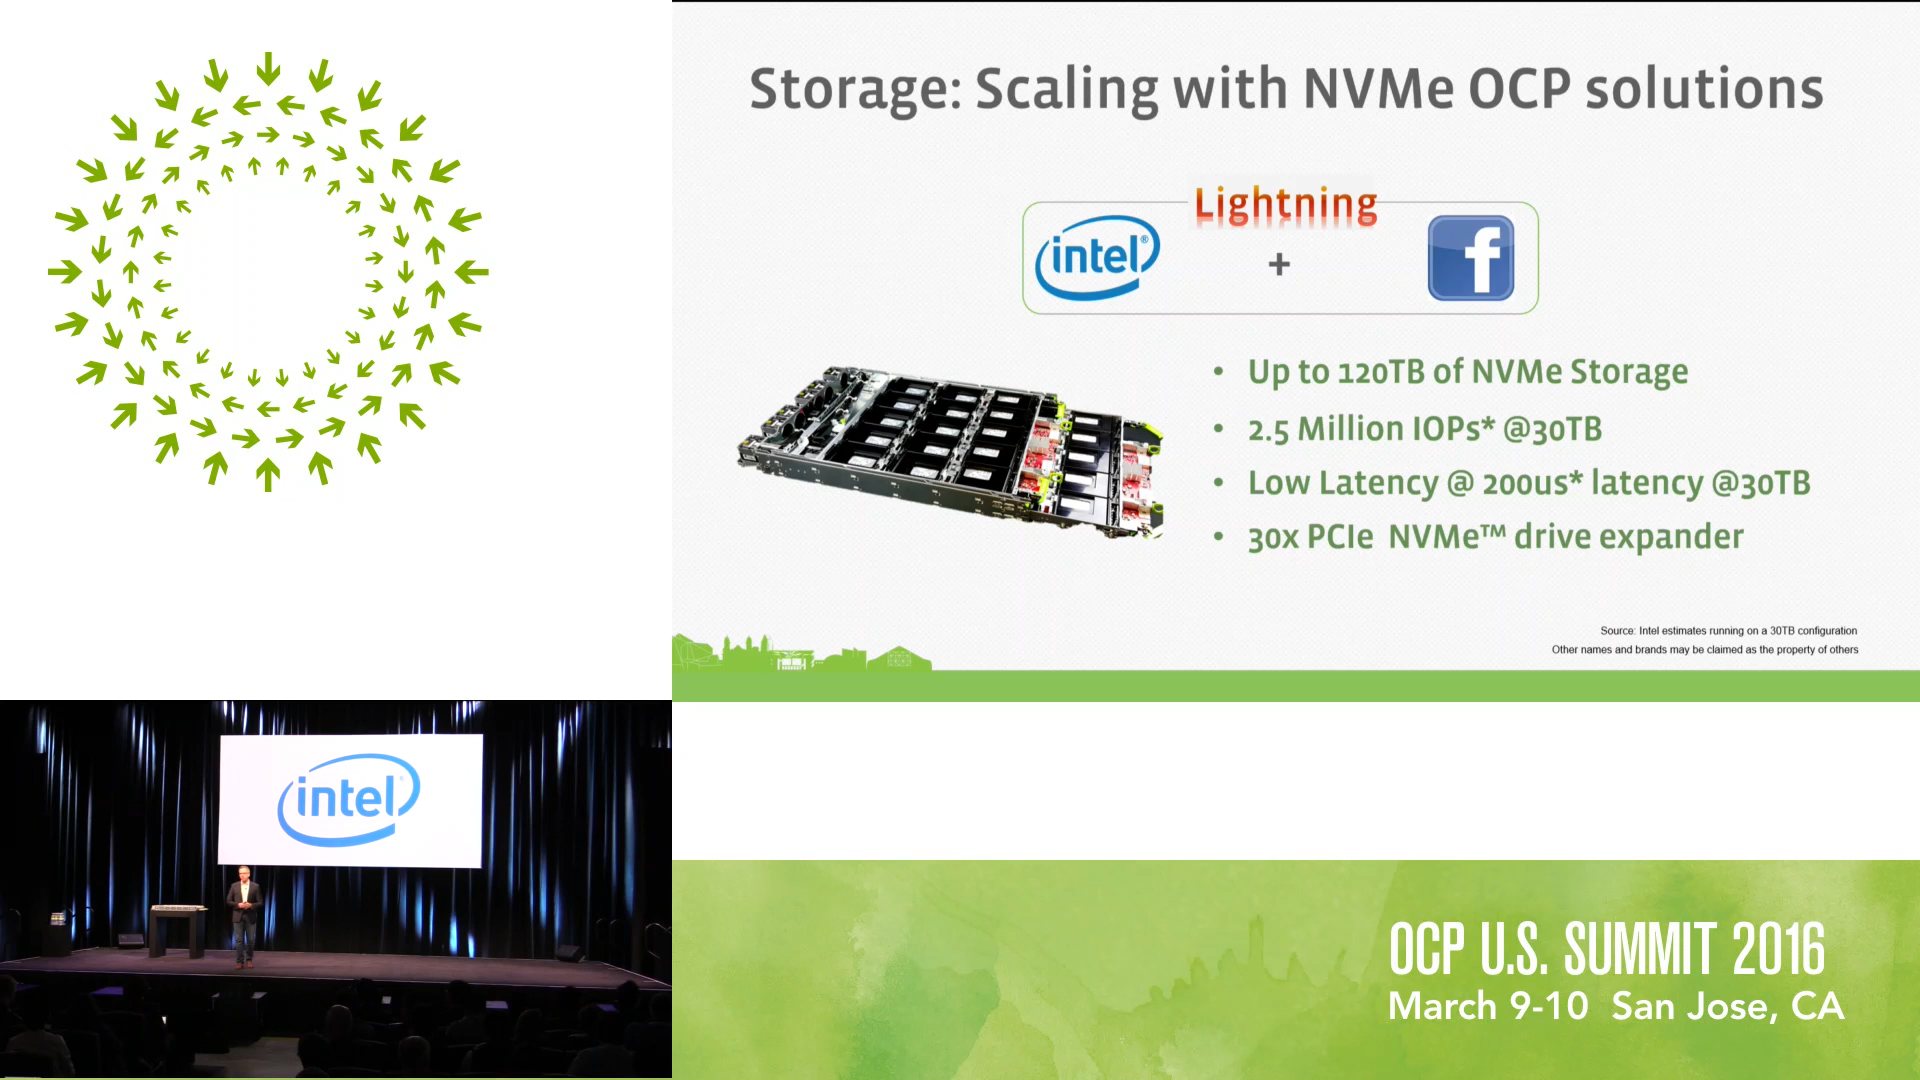 Storage: Scaling with NVMe OCP solutions
Lightning
intel®
+
f
• Up to 120TB of NVMe Storage
• 2.5 Million IOPs* @30TB
• Low Latency @ 200us* latency @30TB
• 30x PCIe NVMe™ drive expander
Source: Intel estimates running on a 30TB configuration
Other names and brands may be claimed as the property of others
intel
OCP U.S. SUMMIT 2016
March 9-10 San Jose, CA